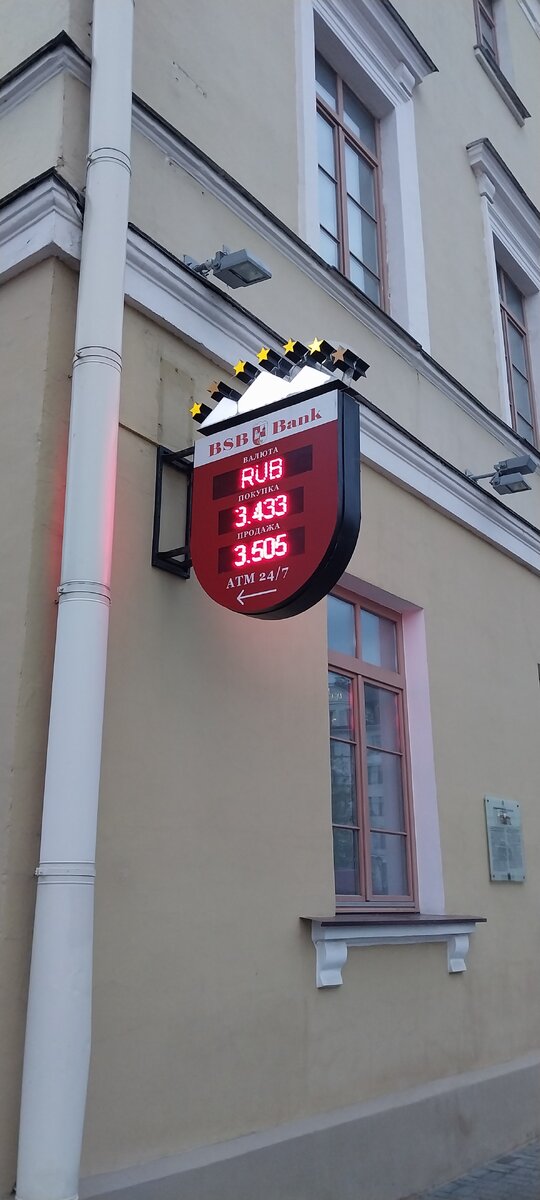 BSB Bank
ВАЛЮТА
RUB
ПОКУПКА
3.433
ПРОДАЖА
3.505
ATM 24/7